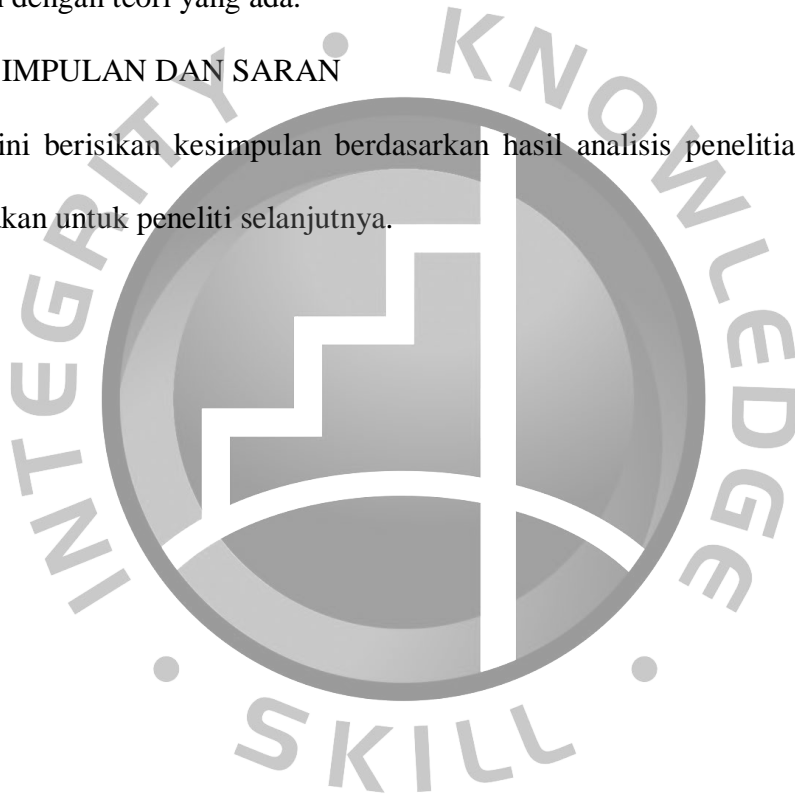 dengan teori yang ada.
IMPULAN DAN SARAN
ini berisikan kesimpulan berdasarkan hasil analisis penelitia
kan untuk peneliti selanjutnya.
INTEGRITY • KNOWLEDGE • SKILL